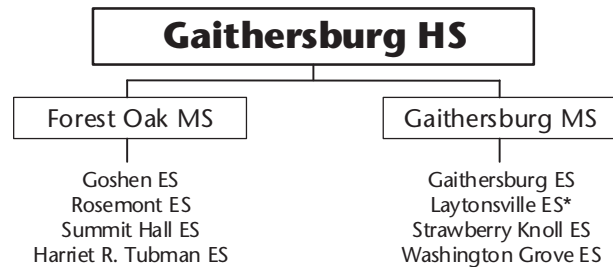 Gaithersburg HS
Forest Oak MS
Goshen ES
Rosemont ES
Summit Hall ES
Harriet R. Tubman ES
Gaithersburg MS
Gaithersburg ES
Laytonsville ES*
Strawberry Knoll ES
Washington Grove ES